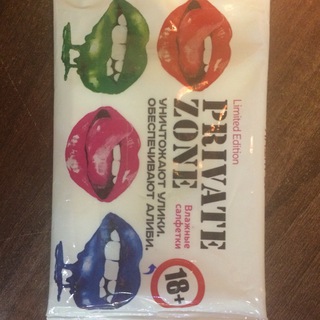 Limited Edition
PRIVATE
ZONE
Влажные
салфетки
УНИЧТОЖАЮТ УЛИКИ.
ОБЕСПЕЧИВАЮТ АЛИБИ.
18+